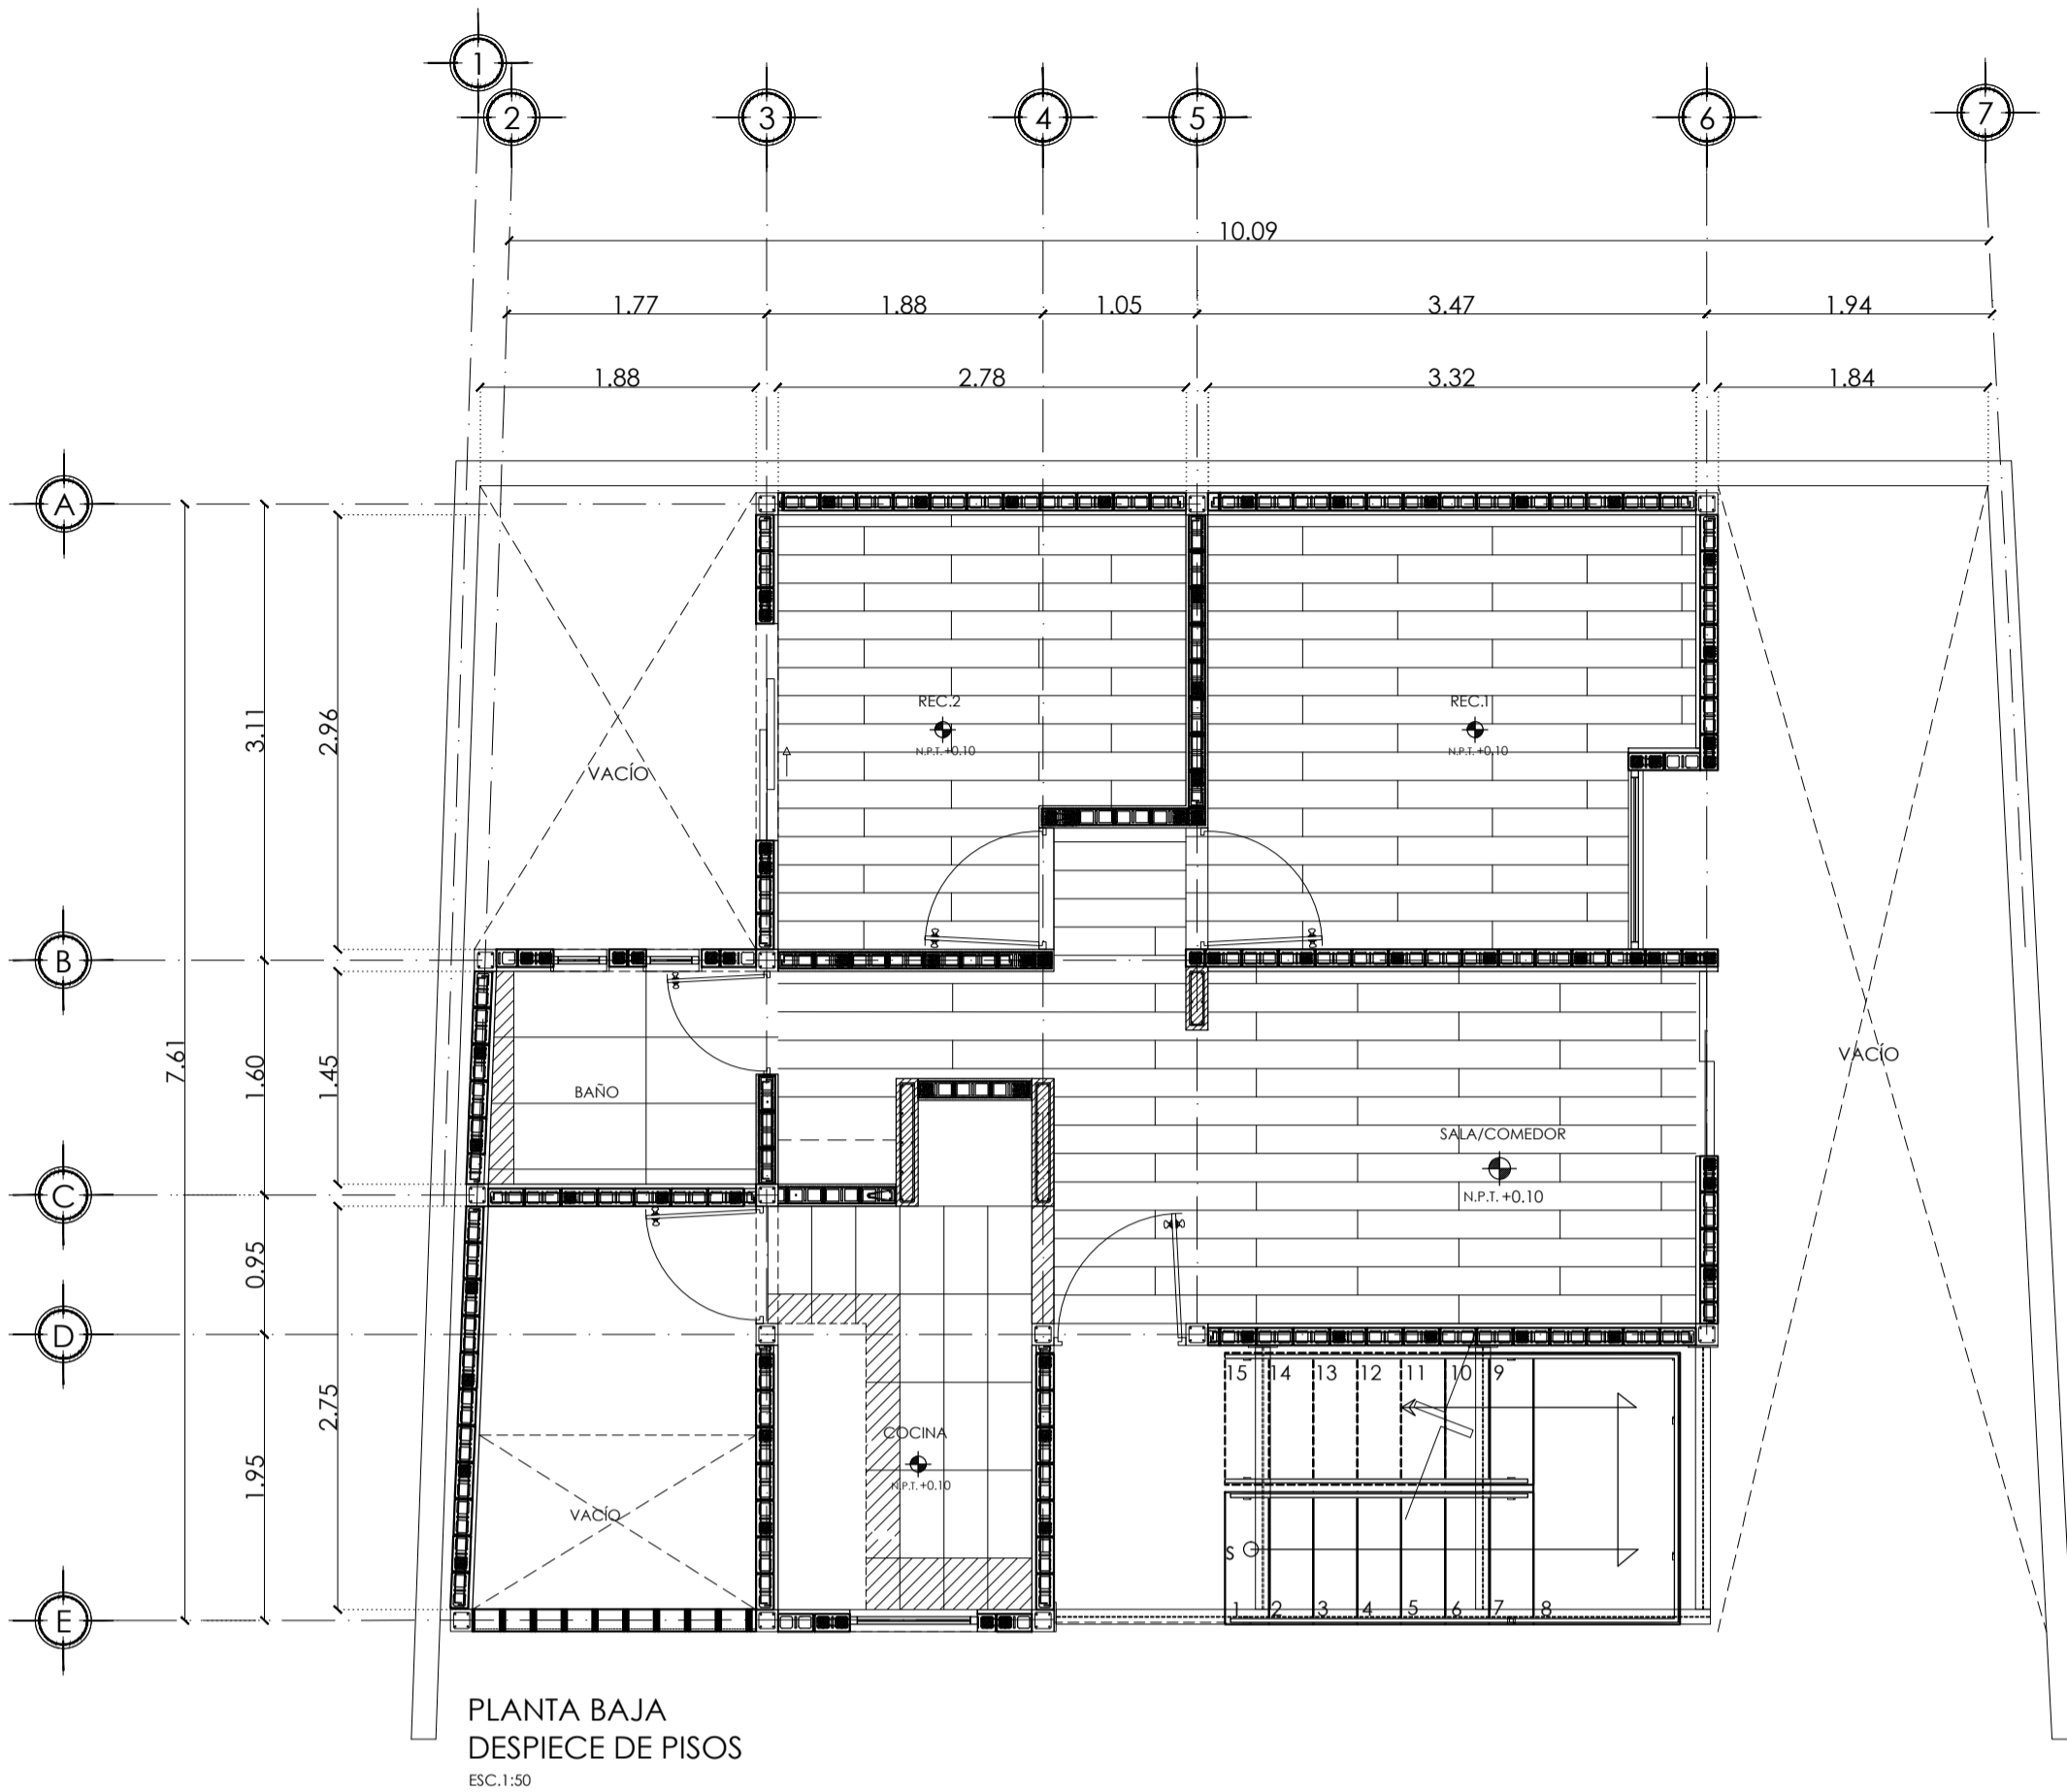 1
2
3
4
5
6
7
10.09
1.77
1.88
1.05
3.47
1.94
1.88
2.78
3.32
1.84
A
B
C
D
E
7.61
3.11
1.60
0.95
1.95
2.96
1.45
2.75
VACÍO
REC.2
N.P.T. +0.10
REC.1
N.P.T. +0.10
VACÍO
BAÑO
SALA/COMEDOR
N.P.T. +0.10
COCINA
N.P.T. +0.10
VACÍO
15 14 13 12 11 10 9
S
1 2 3 4 5 6 7 8
PLANTA BAJA
DESPIECE DE PISOS
ESC.1:50